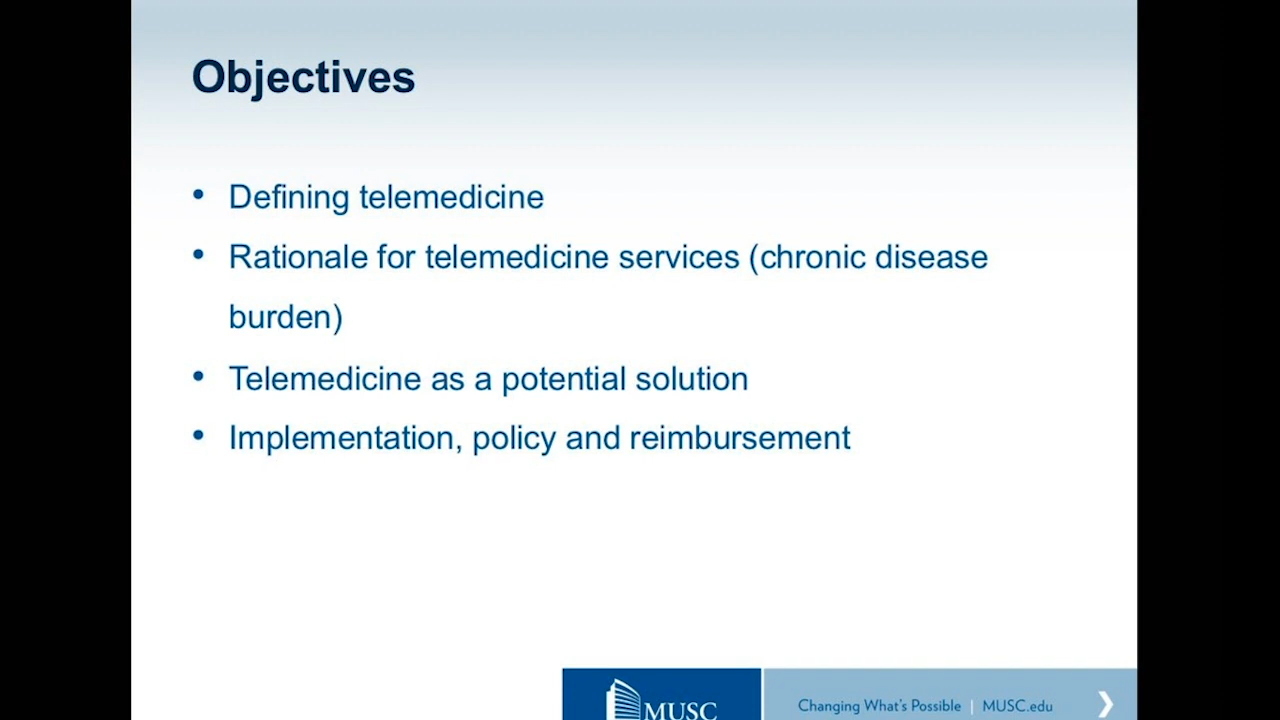 Objectives
• Defining telemedicine
• Rationale for telemedicine services (chronic disease
burden)
• Telemedicine as a potential solution
• Implementation, policy and reimbursement
MUSC
Changing What's Possible | MUSC.edu